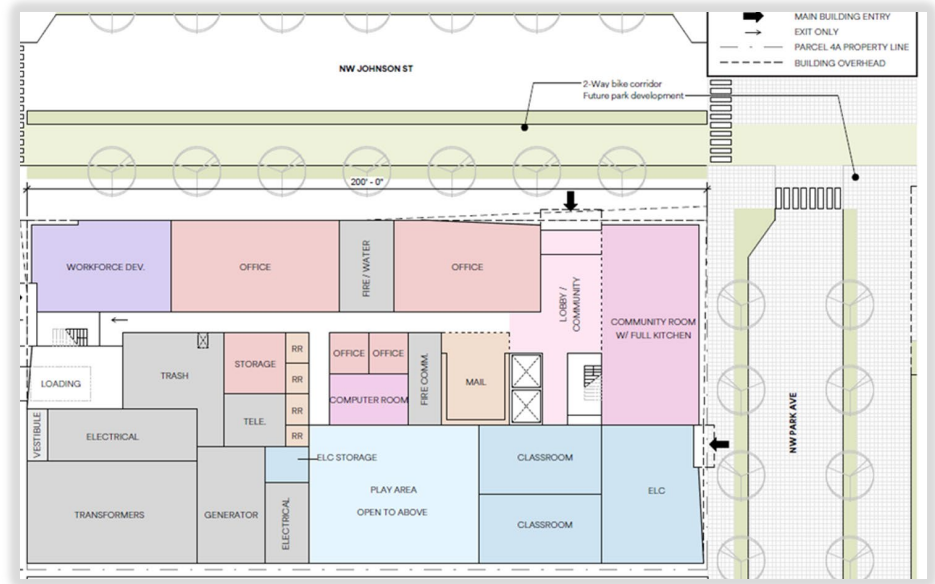 MAIN BUILDING ENTRY
EXIT ONLY
PARCEL 4A PROPERTY LINE
BUILDING OVERHEAD
NW JOHNSON ST
2-Way bike corridor
Future park development
200' - 0"
WORKFORCE DEV.
OFFICE
FIRE / WATER
OFFICE
LOBBY /
COMMUNITY
COMMUNITY ROOM
W/ FULL KITCHEN
LOADING
TRASH
STORAGE
RR
RR
OFFICE
OFFICE
COMPUTER ROOM
FIRE COMM.
MAIL
VESTIBULE
ELECTRICAL
TELE.
RR
RR
ELC STORAGE
TRANSFORMERS
GENERATOR
ELECTRICAL
PLAY AREA
OPEN TO ABOVE
CLASSROOM
CLASSROOM
ELC
NW PARK AVE